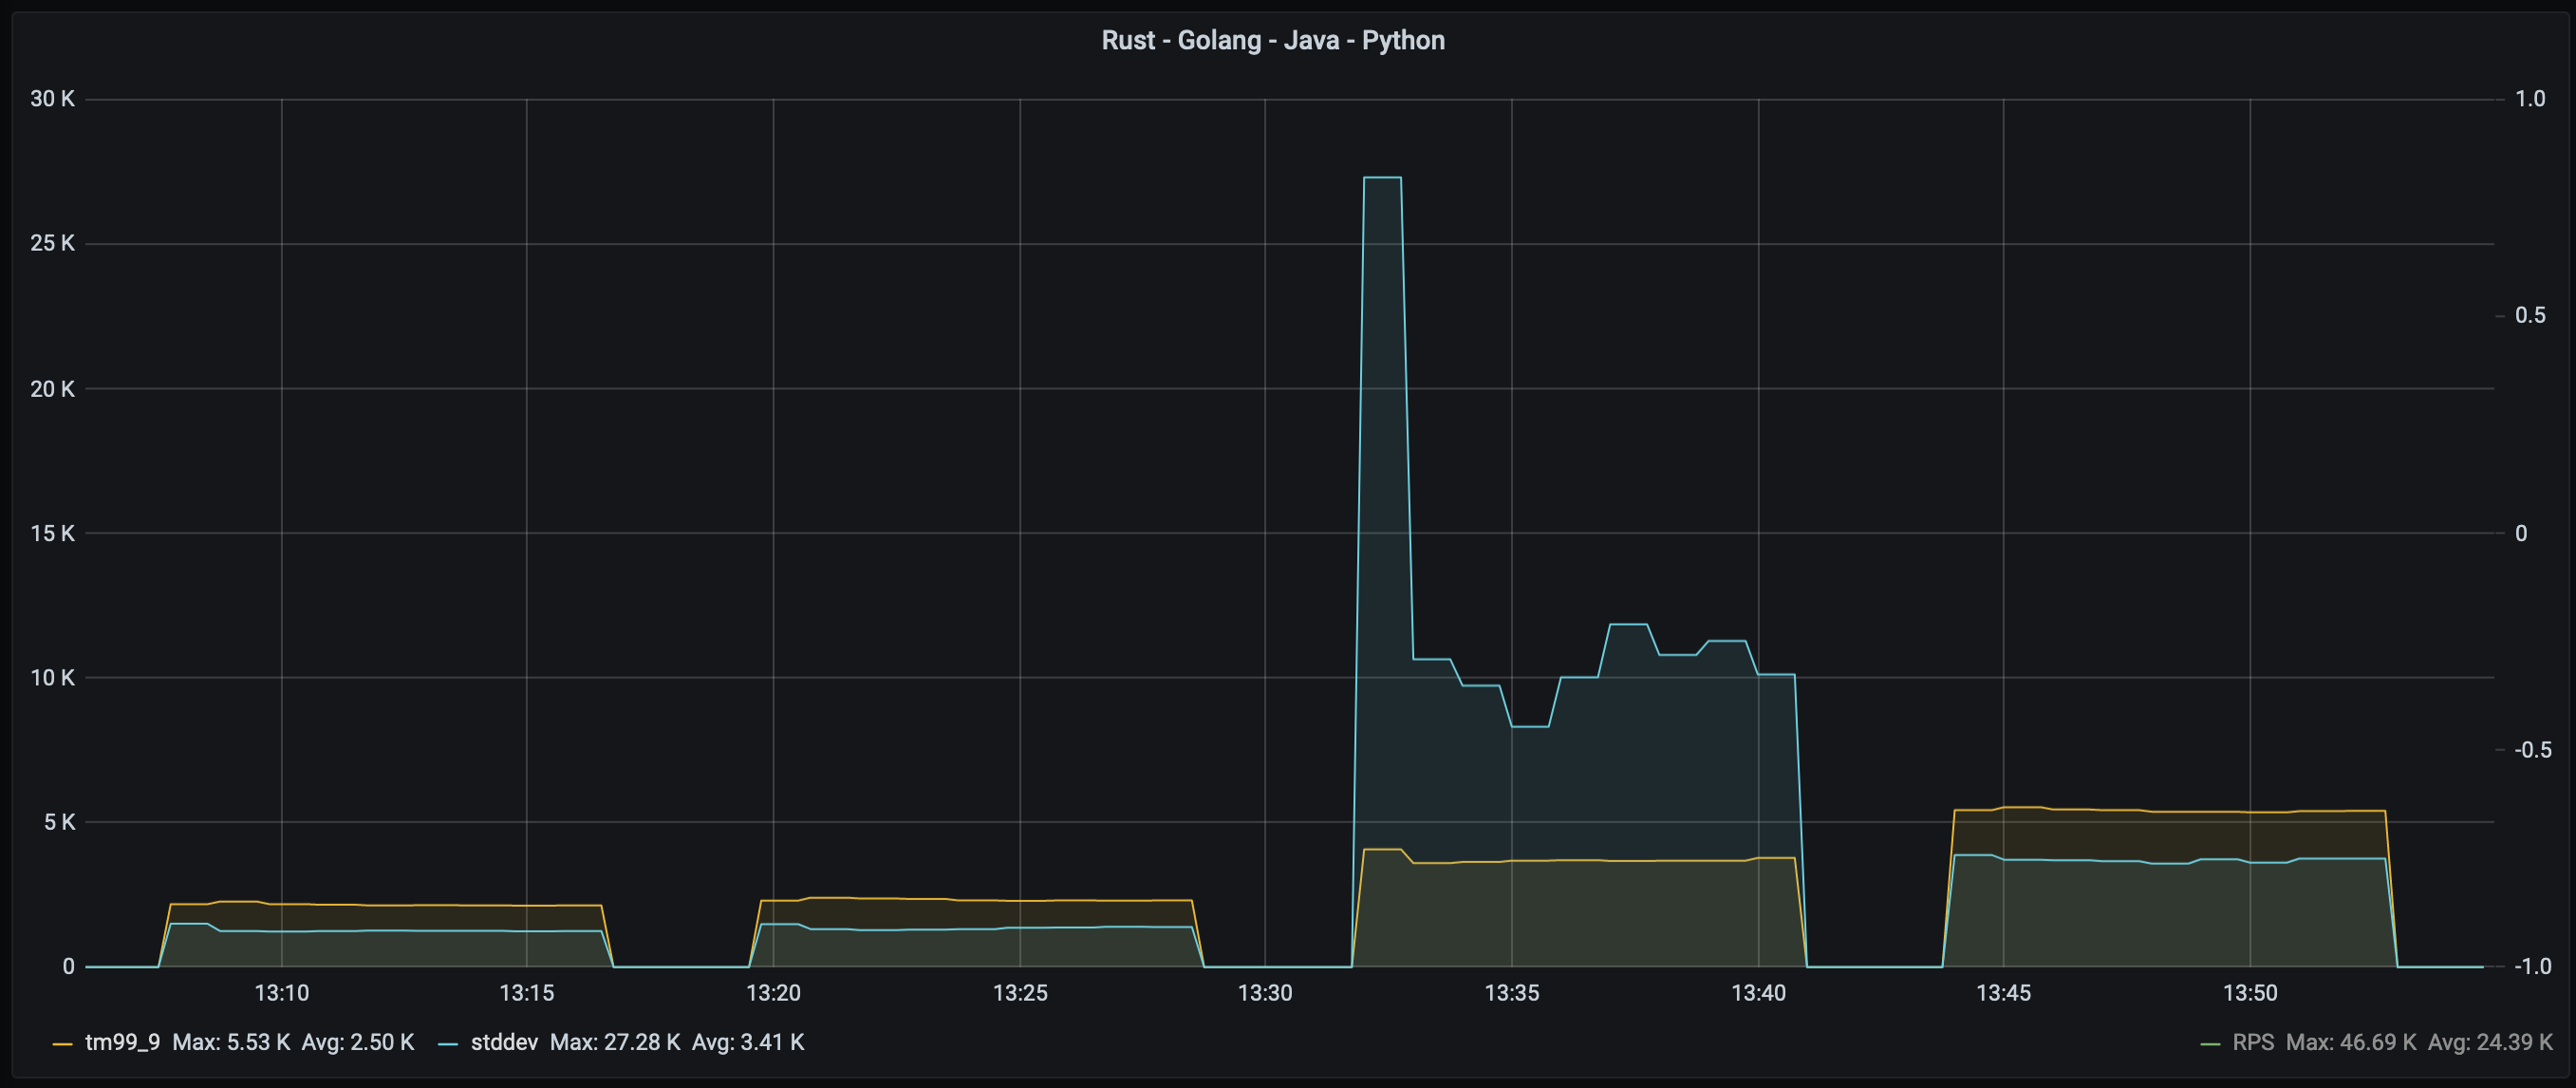 Rust - Golang - Java - Python
30 K
25 K
20 K
15 K
10 K
5 K
0
1.0
0.5
0
-0.5
-1.0
13:10 13:15 13:20 13:25 13:30 13:35 13:40 13:45 13:50
tm99_9 Max: 5.53 K Avg: 2.50 K stddev Max: 27.28 K Avg: 3.41 K RPS Max: 46.69 K Avg: 24.39 K